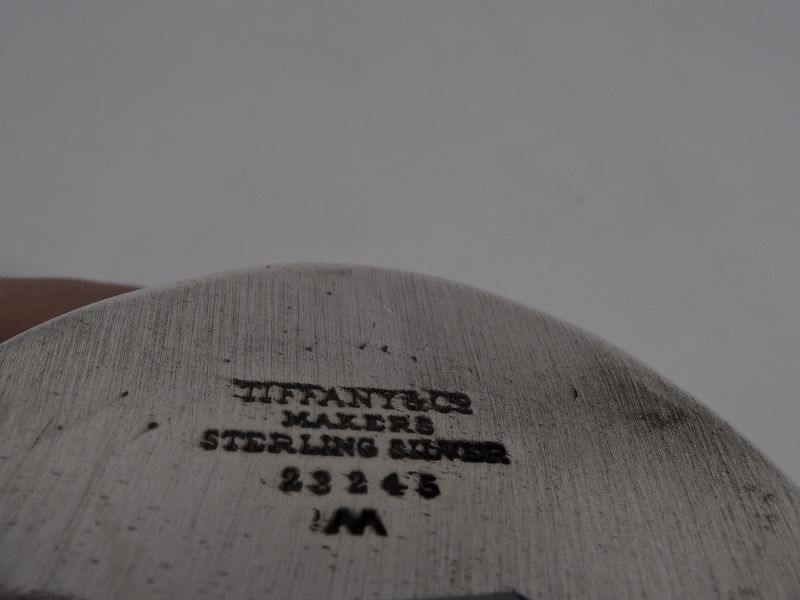 TIFFANY & Co
MAKERS
STERLING SILVER
23245
M